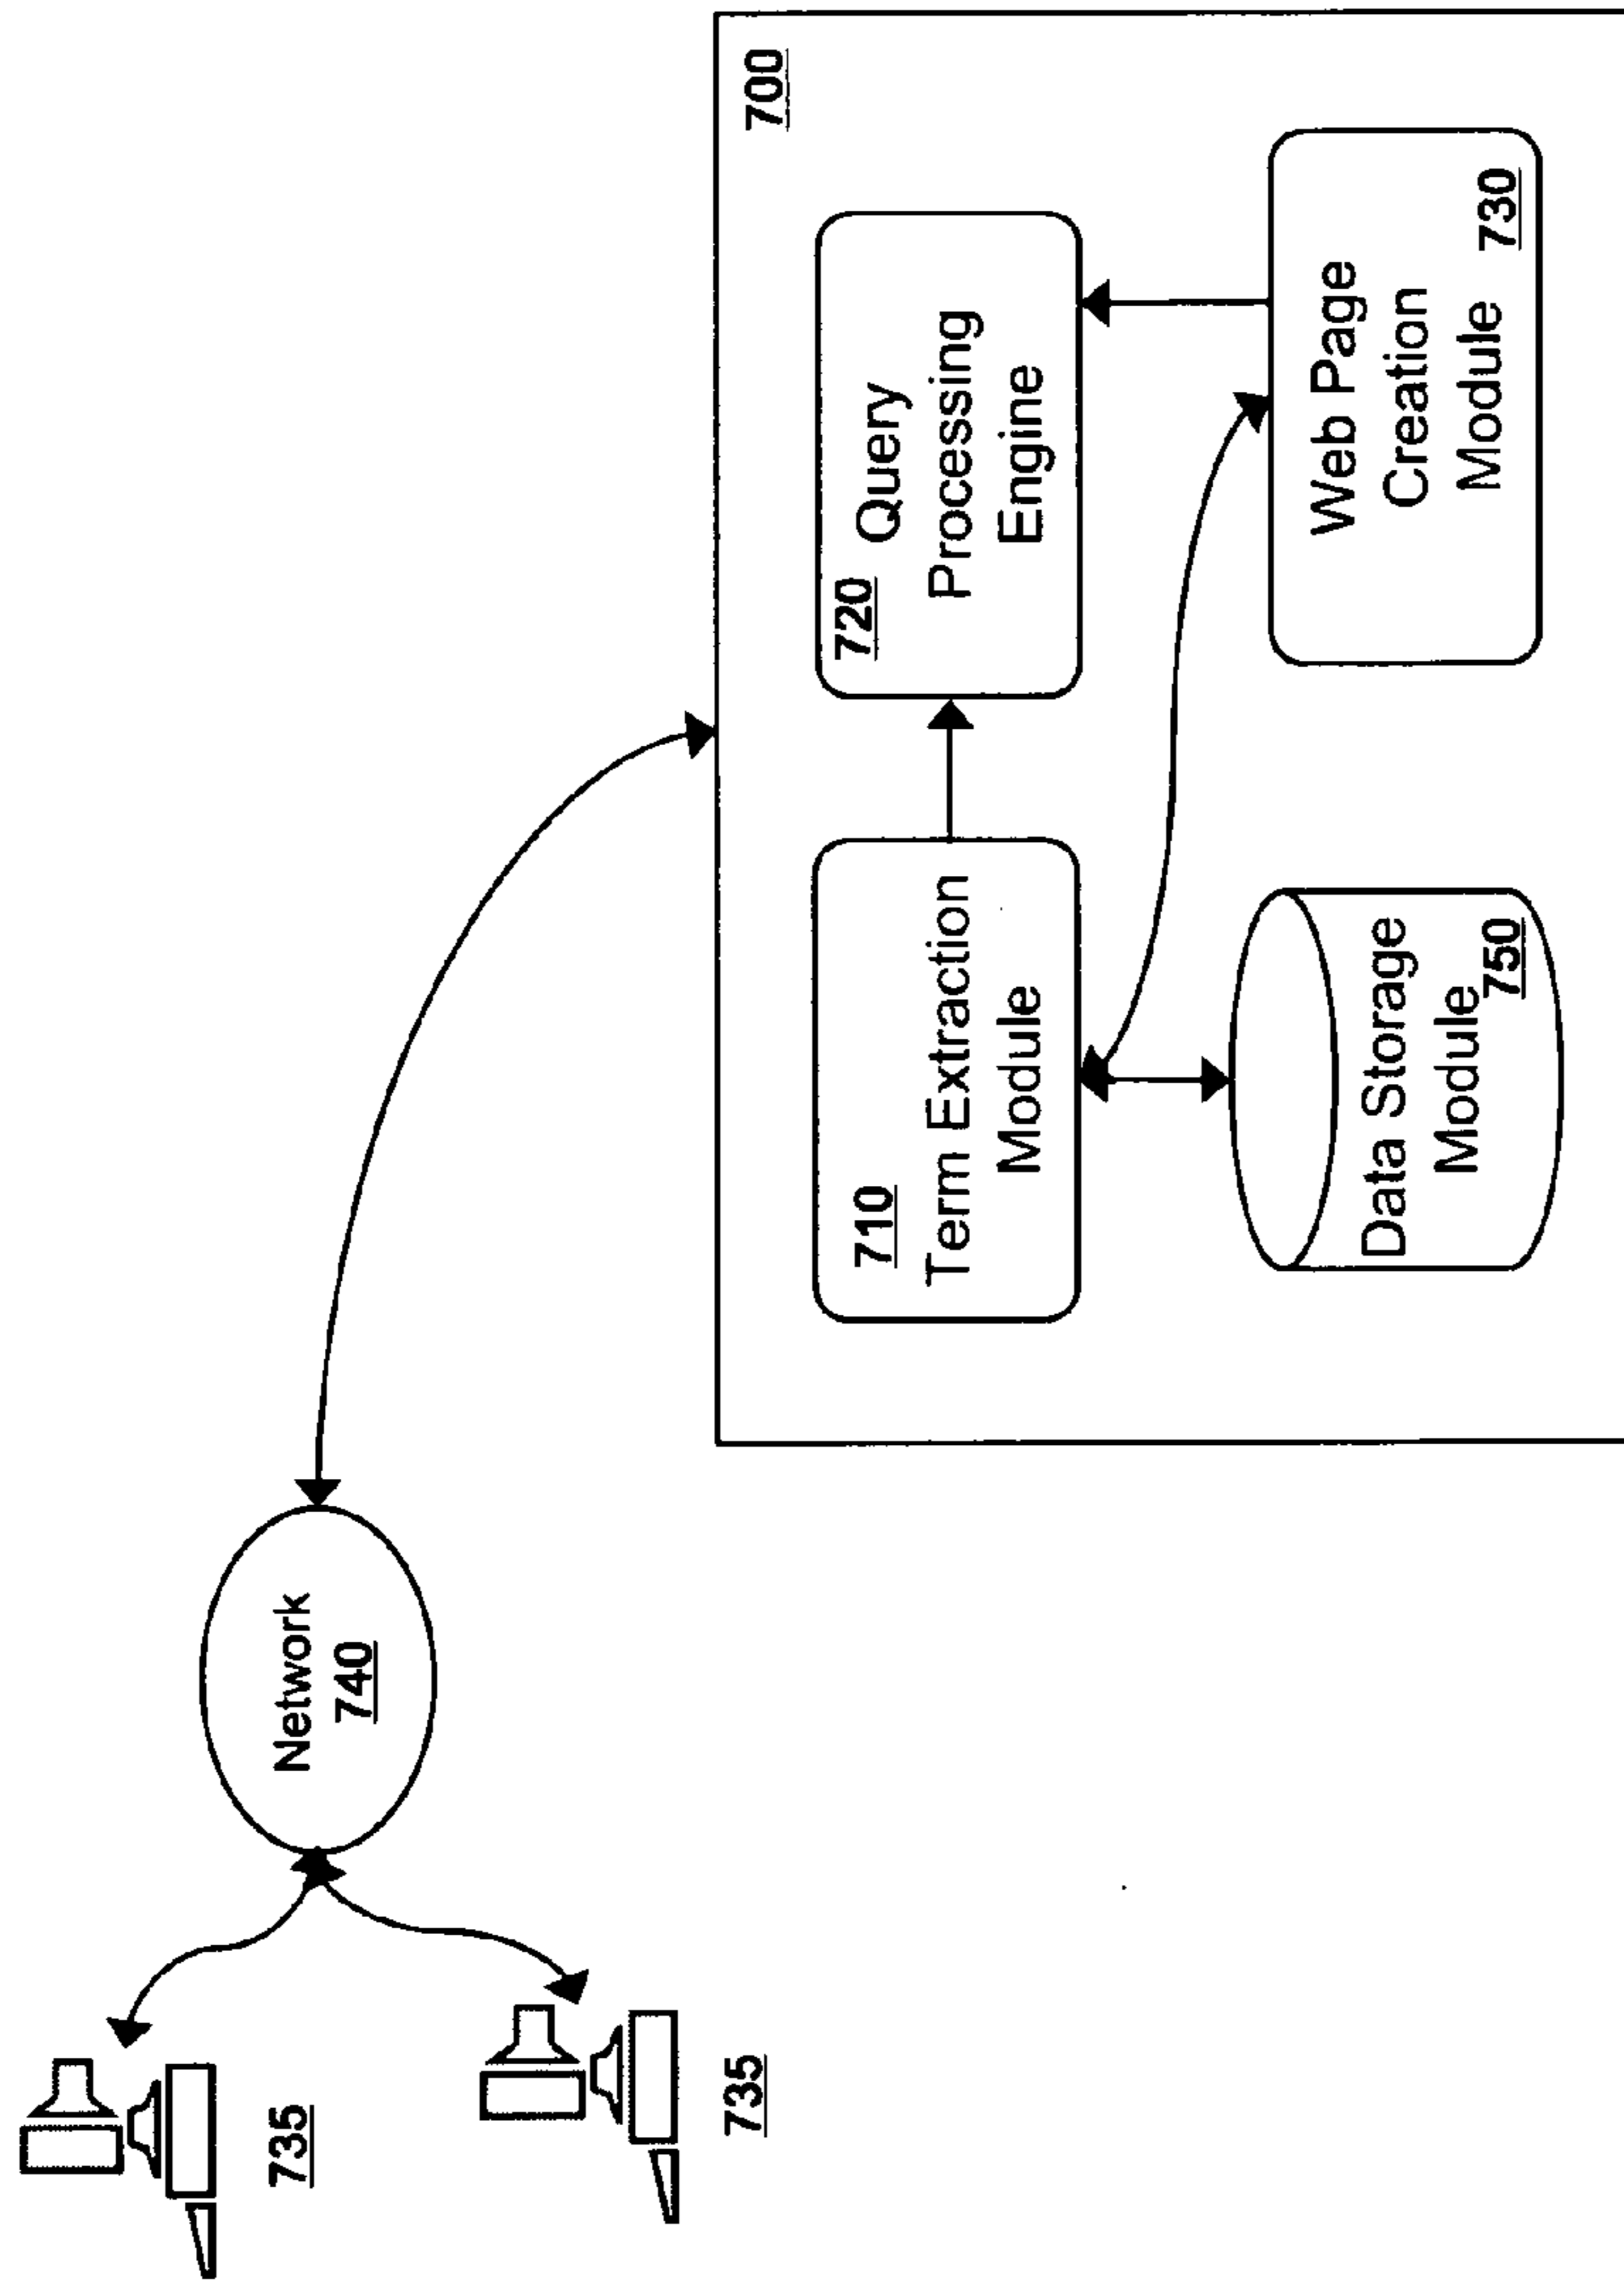 735
735
Network
740
700
710
Term Extraction
Module
720 Query
Processing
Engine
Data Storage
Module
750
Web Page
Creation
Module 730